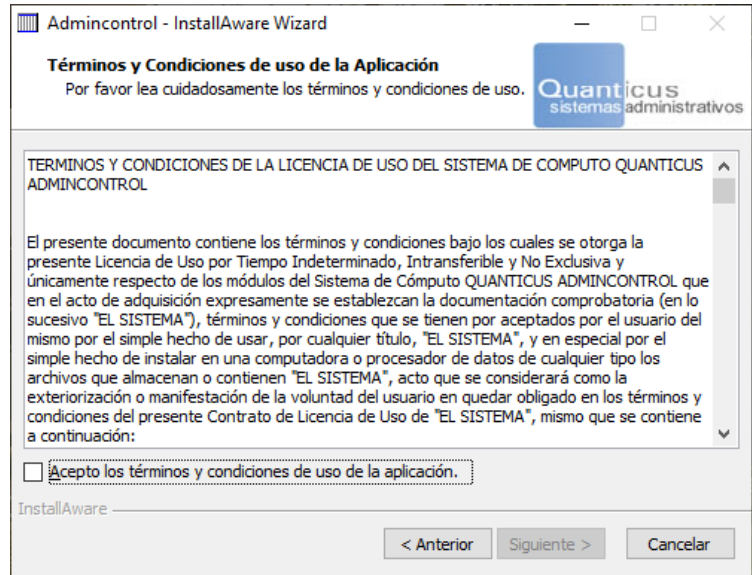 Admincontrol - InstallAware Wizard
Términos y Condiciones de uso de la Aplicación
Por favor lea cuidadosamente los términos y condiciones de uso.
Quanticus
sistemas administrativos
TERMINOS Y CONDICIONES DE LA LICENCIA DE USO DEL SISTEMA DE COMPUTO QUANTICUS
ADMINCONTROL
El presente documento contiene los términos y condiciones bajo los cuales se otorga la
presente Licencia de Uso por Tiempo Indeterminado, Intransferible y No Exclusiva y
únicamente respecto de los módulos del Sistema de Cómputo QUANTICUS ADMINCONTROL que
en el acto de adquisición expresamente se establezcan la documentación comprobatoria (en lo
sucesivo "EL SISTEMA"), términos y condiciones que se tienen por aceptados por el usuario del
mismo por el simple hecho de usar, por cualquier título, "EL SISTEMA", y en especial por el
simple hecho de instalar en una computadora o procesador de datos de cualquier tipo los
archivos que almacenan o contienen "EL SISTEMA", acto que se considerará como la
exteriorización o manifestación de la voluntad del usuario en quedar obligado en los términos y
condiciones del presente Contrato de Licencia de Uso de "EL SISTEMA", mismo que se contiene
a continuación:
Acepto los términos y condiciones de uso de la aplicación.
InstallAware
< Anterior
Siguiente >
Cancelar